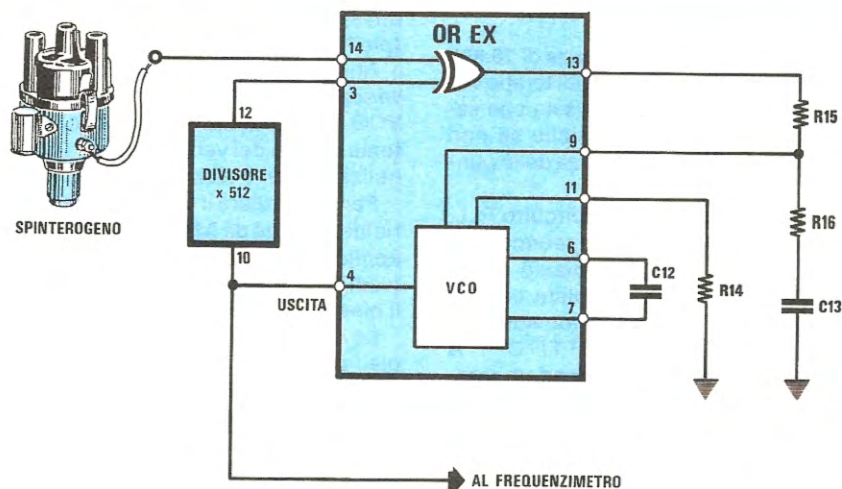 OR EX
14
13
3
12
R15
9
DIVISORE
x 512
11
R16
SPINTEROGENO
10
6
4
VCO
C12
R14
7
C13
USCITA
AL FREQUENZIMETRO